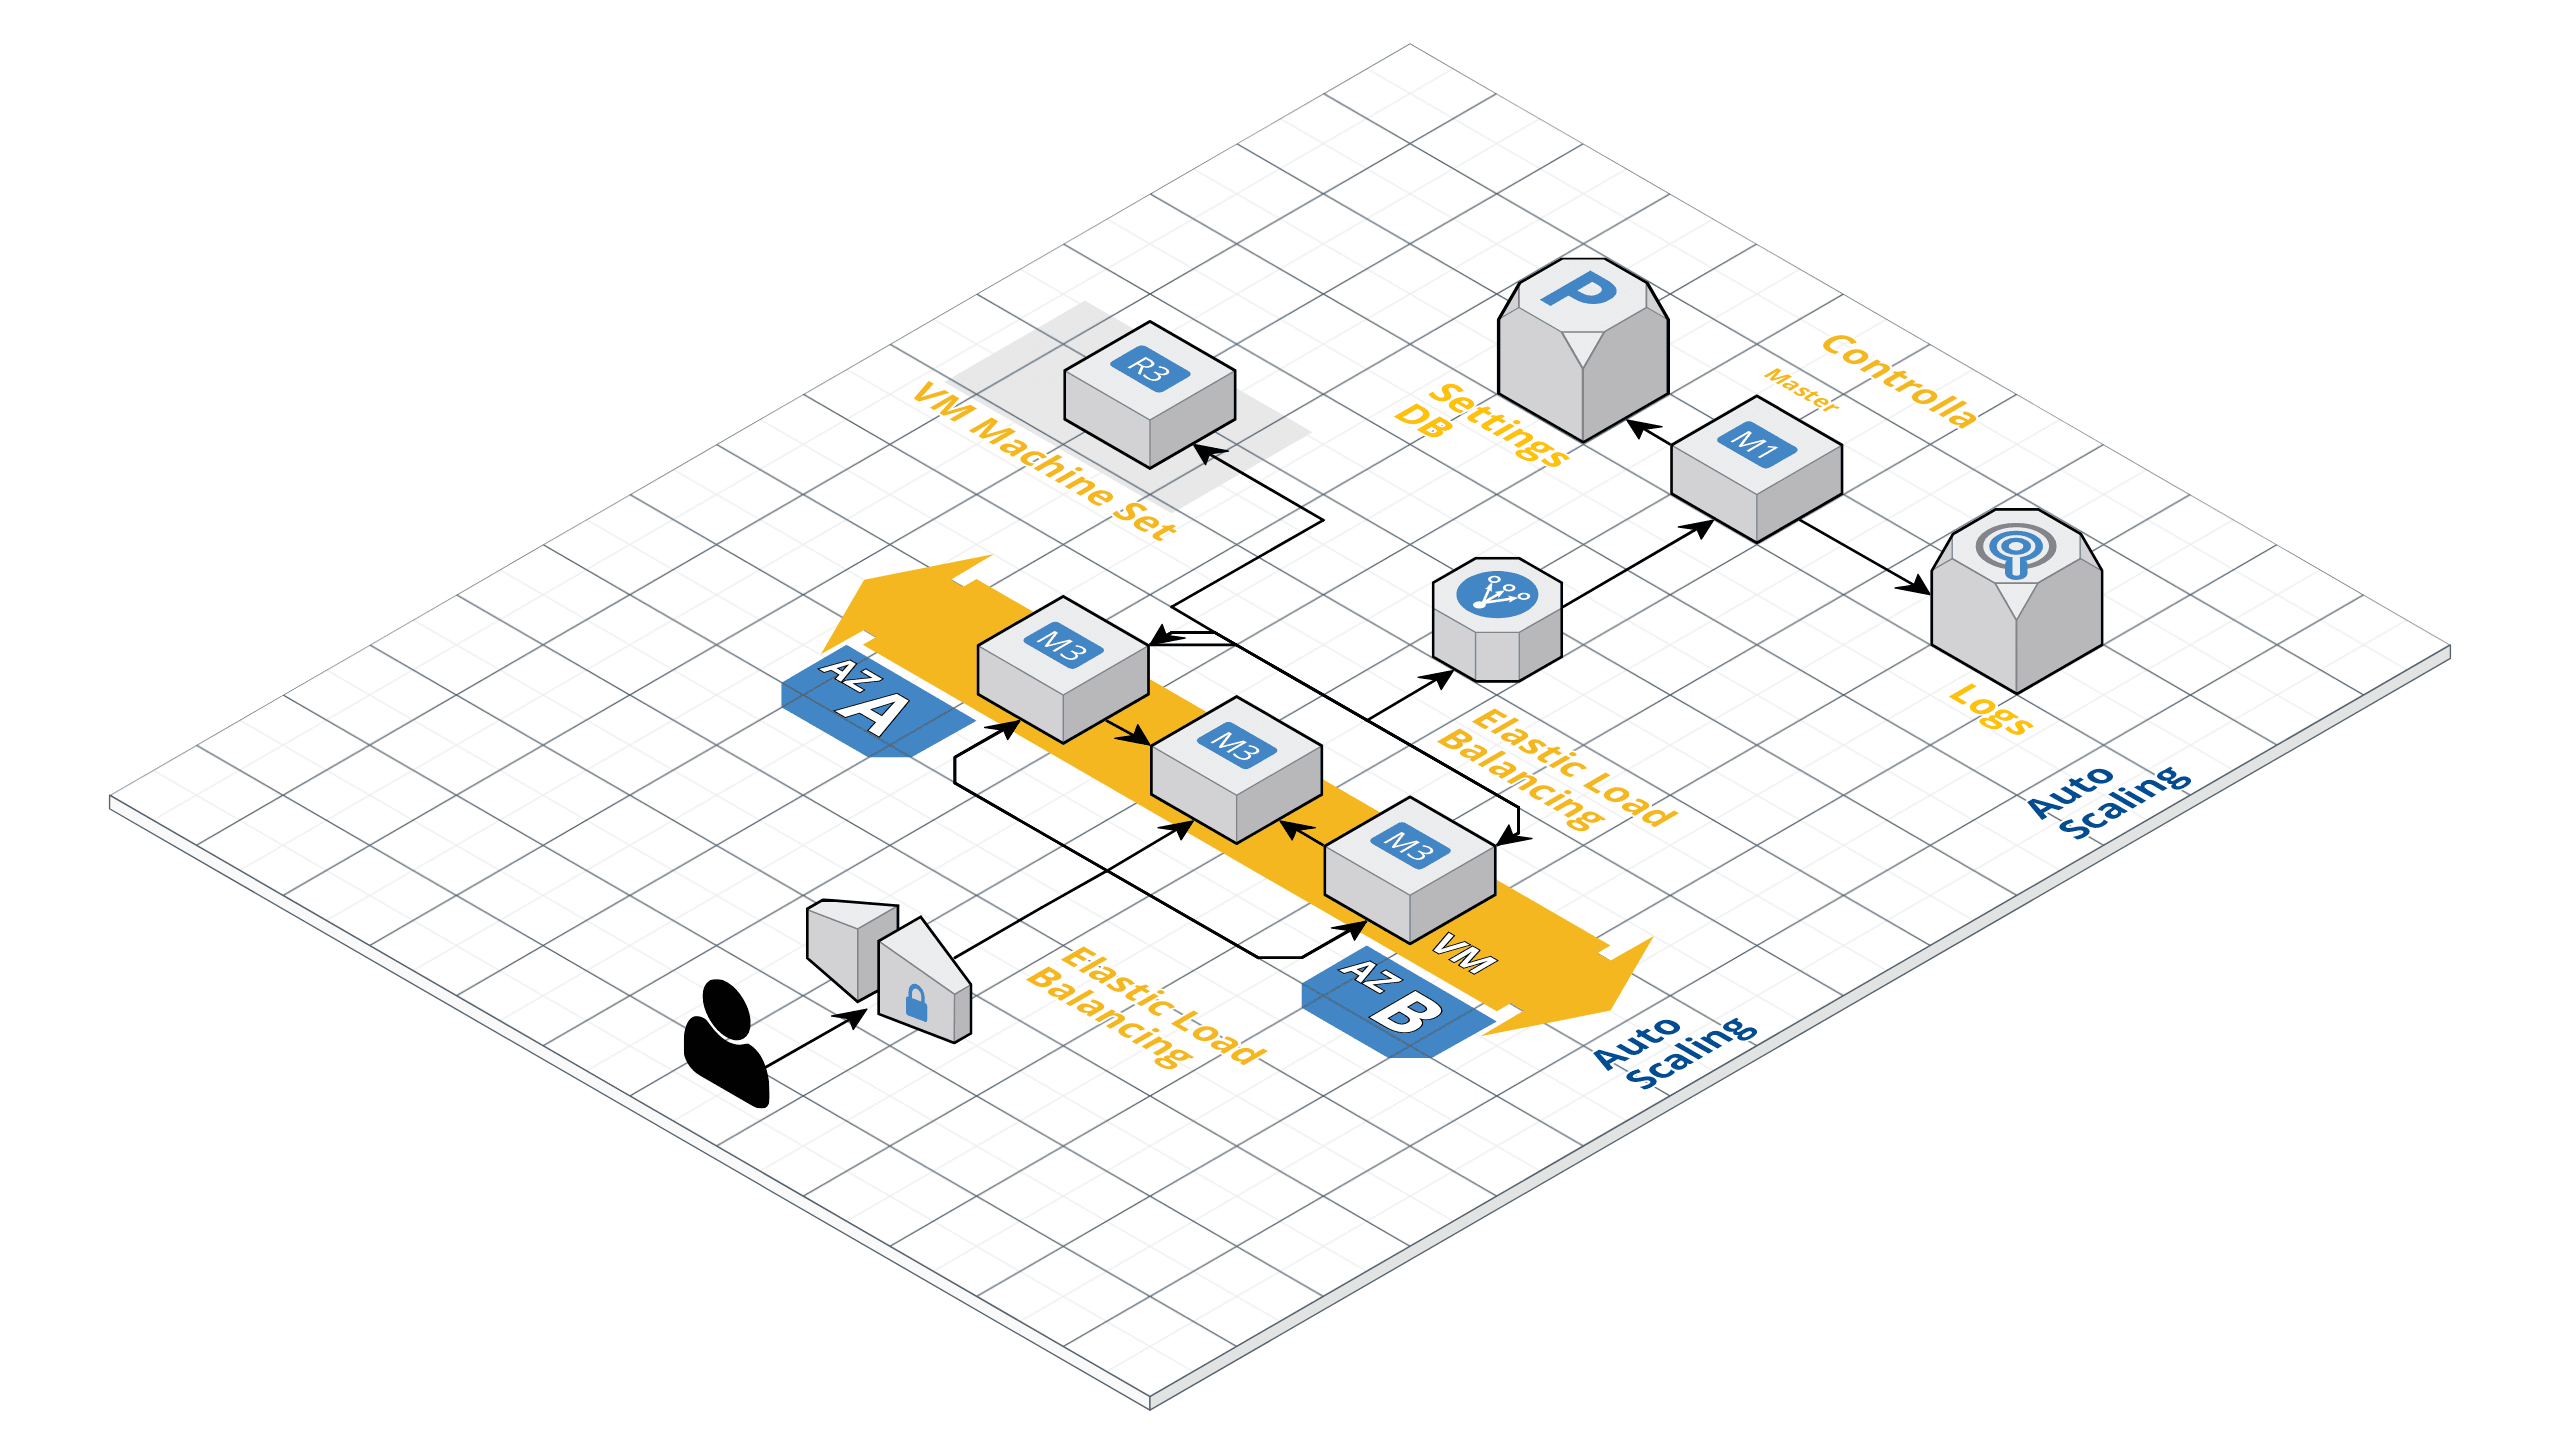 P
Controlla
Master
R3
VM Machine Set
Settings
DB
M1
M3
AZ
A
M3
Elastic Load
Balancing
Logs
Auto
Scaling
M3
VM
AZ
B
Elastic Load
Balancing
Auto
Scaling